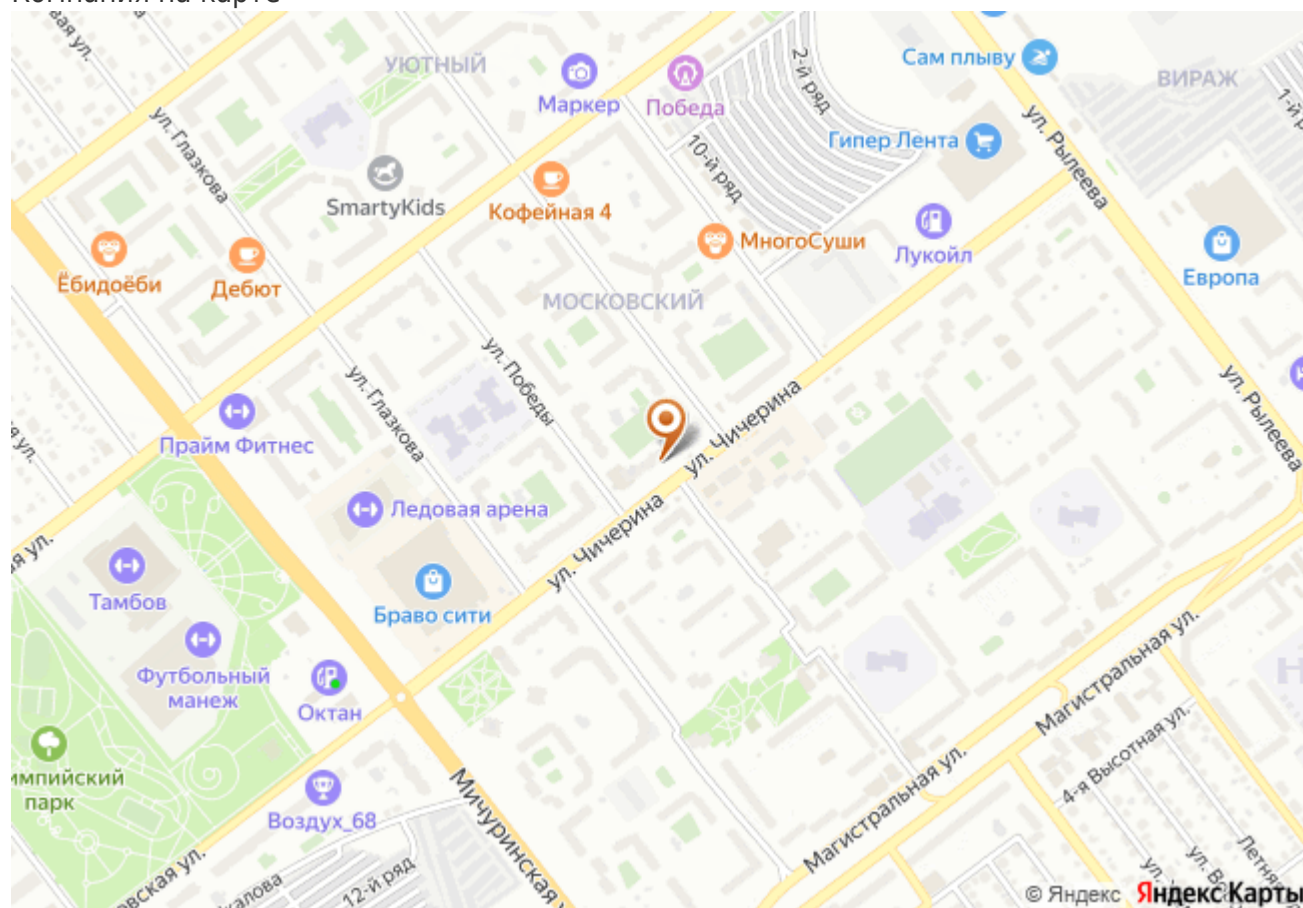 Компания на карте
УЮТНЫЙ
Маркер
Победа
2-й ряд
Сам плыву
ВИРАЖ
ул. Глазкова
SmartyKids
Кофейная 4
10-й ряд
Гипер Лента
ул. Рылеева
Ёбидоёби
Дебют
МногоСуши
Лукойл
Европа
МОСКОВСКИЙ
ул. Победы
ул. Глазкова
Прайм Фитнес
ул. Чичерина
ул. Рылеева
Ледовая арена
ул. Чичерина
Тамбов
Браво сити
Футбольный
манеж
Октан
Магистральная ул.
импийский
парк
Воздух_68
Мичуринская
4-я Высотная ул.
Магистральная ул.
12-й ряд
© Яндекс Яндекс Карты